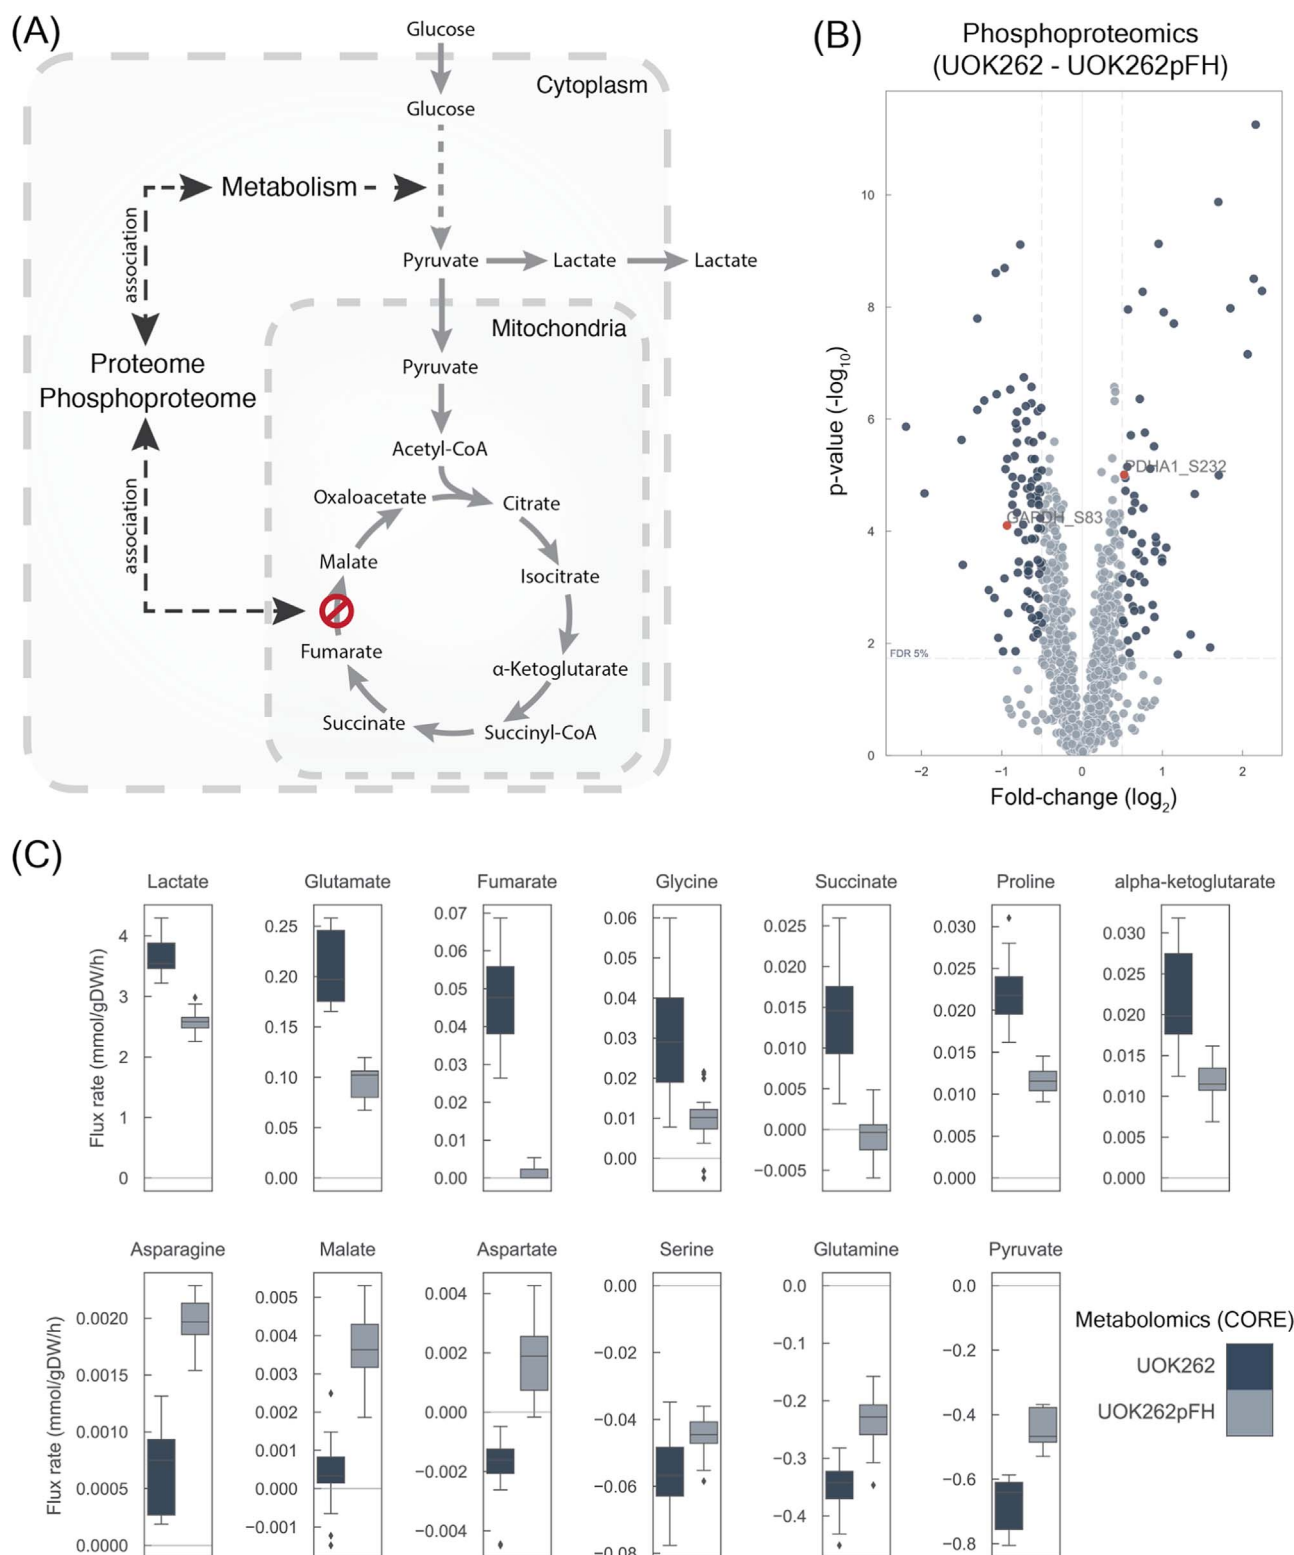 (A)
Glucose
Cytoplasm
Glucose
Metabolism
association
Pyruvate
Lactate
Lactate
Mitochondria
Proteome
Phosphoproteome
Pyruvate
Acetyl-CoA
Oxaloacetate
Citrate
association
Malate
Isocitrate
Fumarate
α-Ketoglutarate
Succinate
Succinyl-CoA
(B)
Phosphoproteomics
(UOK262 - UOK262pFH)
p-value (-log10)
10
8
6
4
2
0
PDHA1_S232
GAPDH_S83
FDR 5%
−2
−1
0
1
2
Fold-change (log2)
(C)
Flux rate (mmol/gDW/h)
Lactate
4
3
2
1
0
Glutamate
0.25
0.20
0.15
0.10
0.05
0.00
Fumarate
0.07
0.06
0.05
0.04
0.03
0.02
0.01
0.00
Glycine
0.06
0.05
0.04
0.03
0.02
0.01
0.00
Succinate
0.025
0.020
0.015
0.010
0.005
0.000
−0.005
Proline
0.030
0.025
0.020
0.015
0.010
0.005
0.000
alpha-ketoglutarate
0.030
0.025
0.020
0.015
0.010
0.005
0.000
Flux rate (mmol/gDW/h)
Asparagine
0.0020
0.0015
0.0010
0.0005
0.0000
Malate
0.005
0.004
0.003
0.002
0.001
0.000
−0.001
Aspartate
0.004
0.002
0.000
−0.002
−0.004
Serine
0.00
−0.02
−0.04
−0.06
−0.08
Glutamine
0.0
−0.1
−0.2
−0.3
−0.4
Pyruvate
0.0
−0.2
−0.4
−0.6
−0.8
Metabolomics (CORE)
UOK262
UOK262pFH